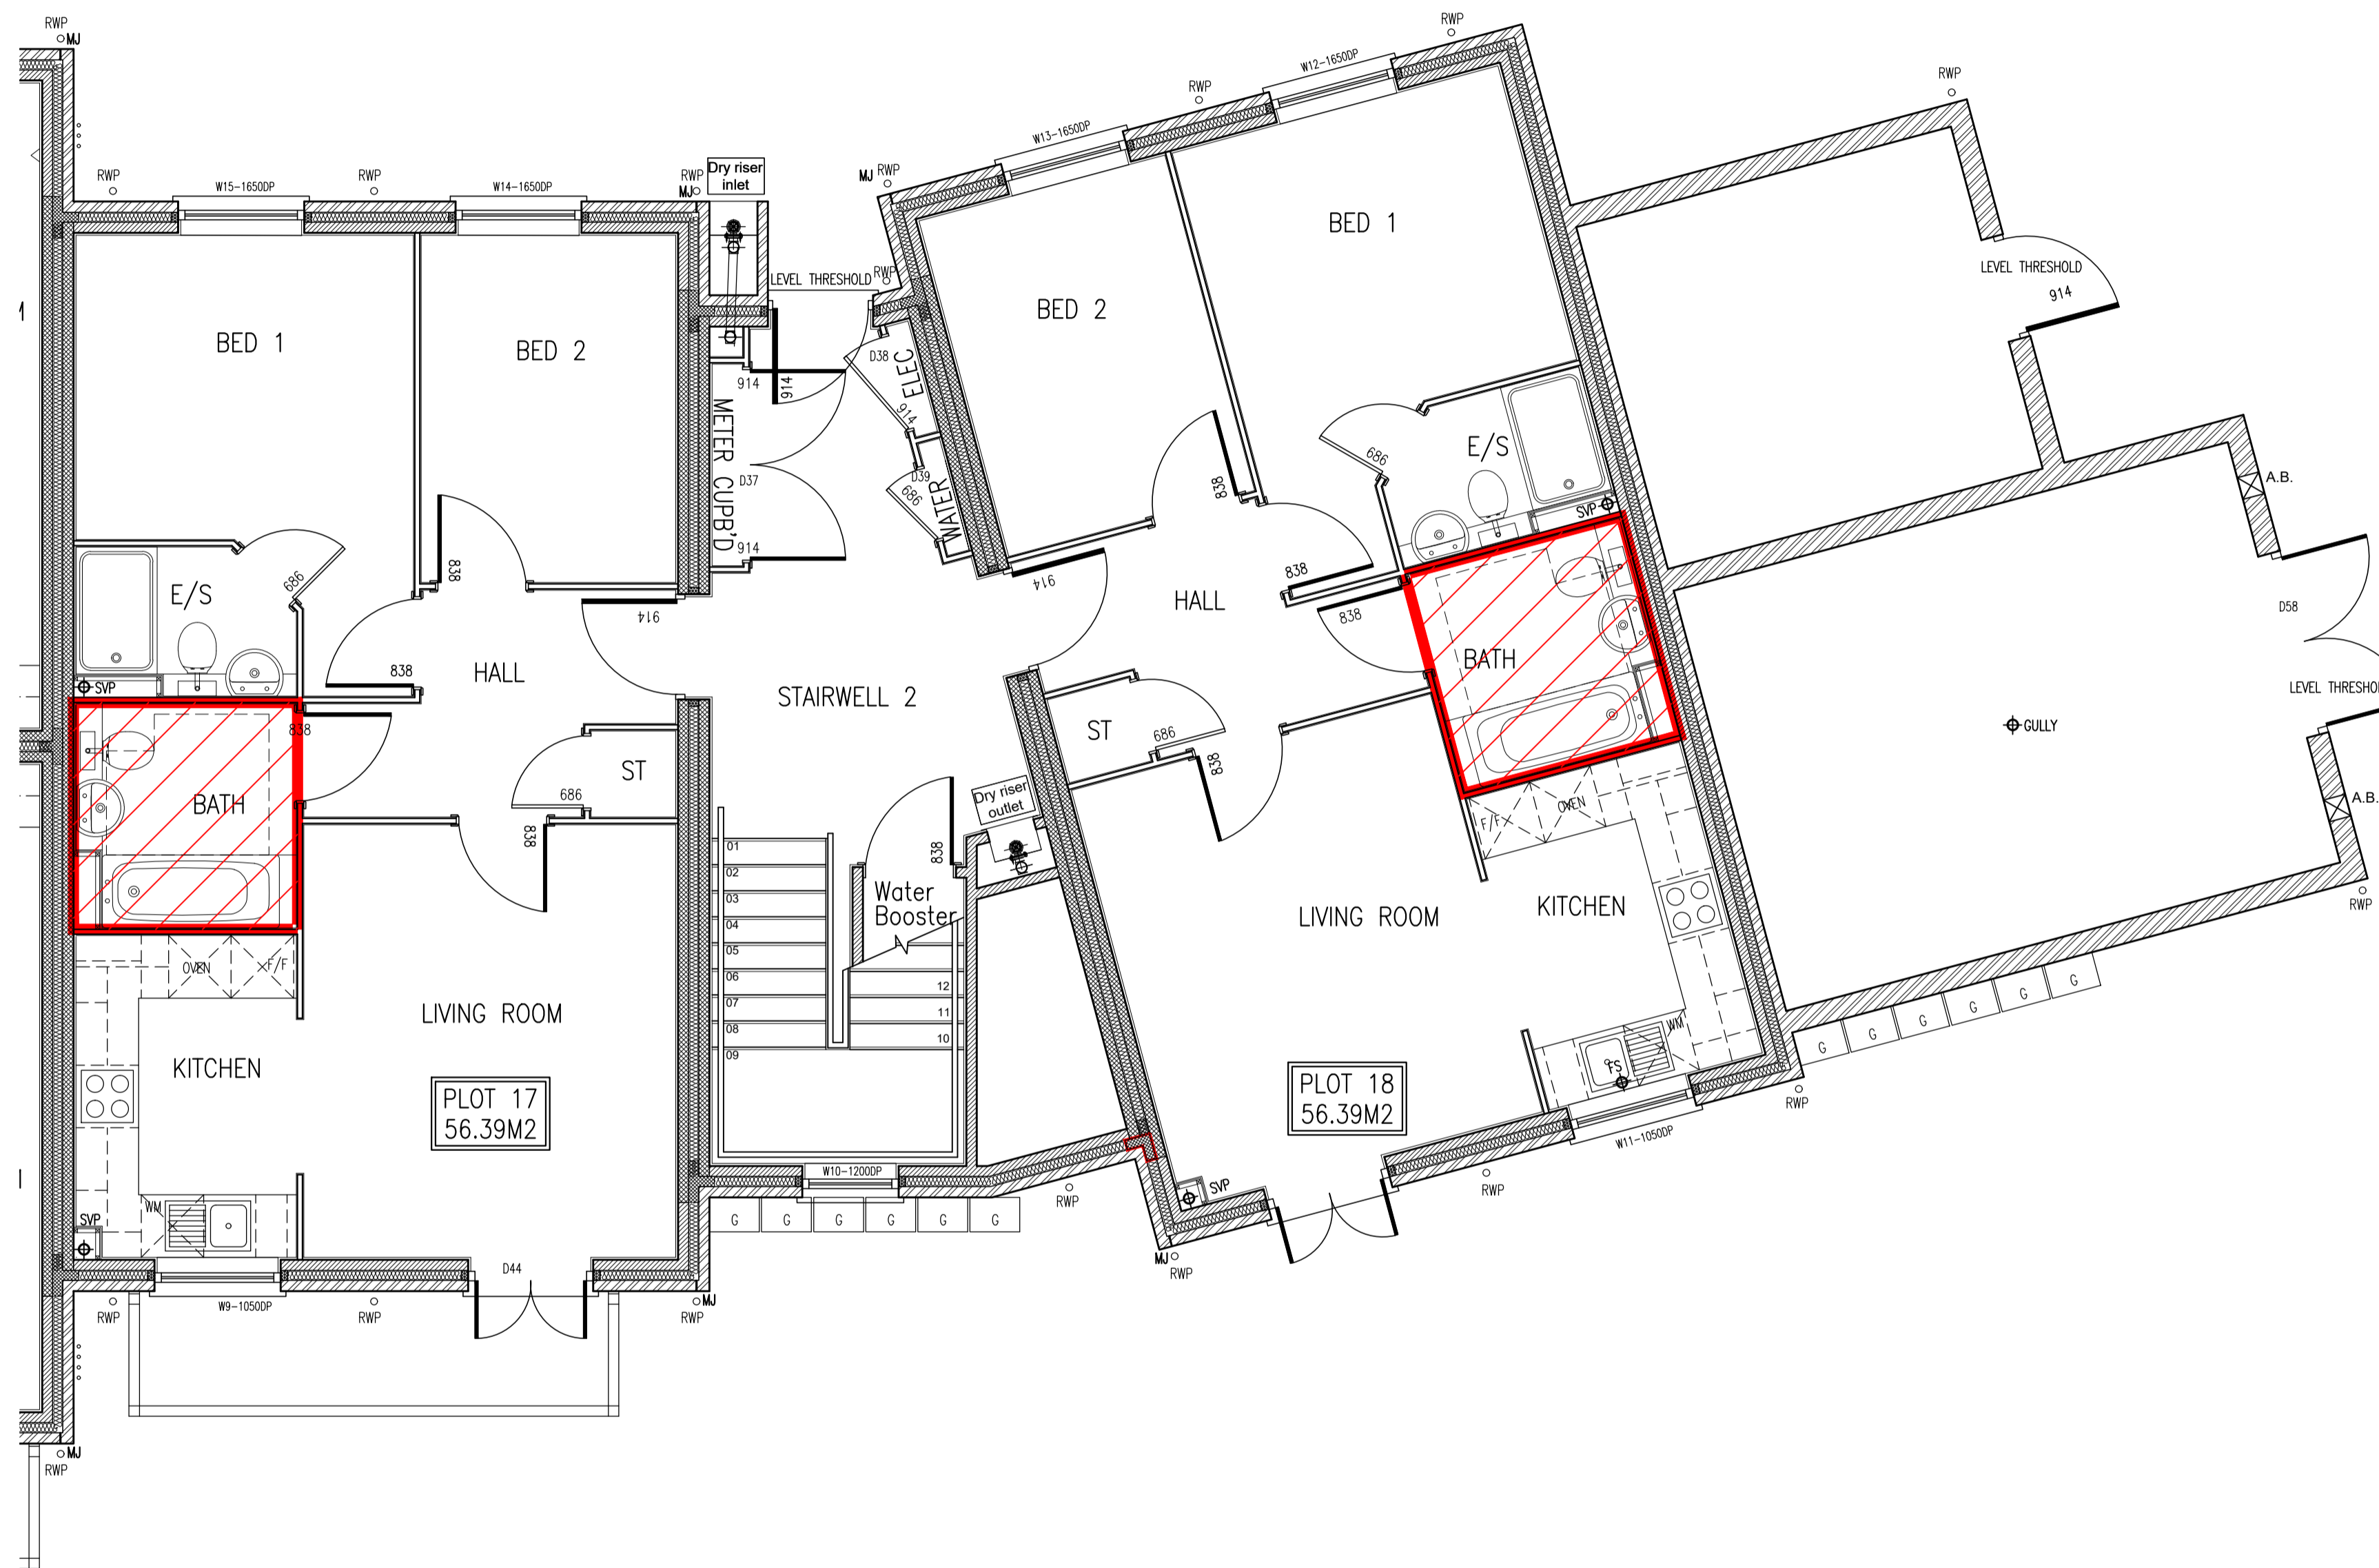 RWP
MJ
RWP
W15-1650DP
RWP
W14-1650DP
RWP
MJ
Dry riser
inlet
LEVEL THRESHOLD
RWP
MJ
RWP
W13-1650DP
RWP
W12-1650DP
RWP
RWP
LEVEL THRESHOLD
914
BED 1
BED 2
BED 2
BED 1
D38
ELEC
914
914
914
METER CUPB'D
D37
914
D39
686
WATER
E/S
686
838
838
E/S
686
SVP
838
838
914
HALL
SVP
838
BATH
STAIRWELL 2
914
HALL
838
838
BATH
ST
686
838
ST
686
838
A.B.
D58
LEVEL THRESHOL
GULLY
A.B.
RWP
Dry riser
outlet
838
Water
Booster
01
02
03
04
05
06
07
08
09
12
11
10
OVEN
F/F
LIVING ROOM
KITCHEN
PLOT 17
56.39M2
WM
SVP
F/F
OVEN
KITCHEN
LIVING ROOM
WM
FS
PLOT 18
56.39M2
W11-1050DP
RWP
RWP
SVP
MJ
RWP
RWP
W10-1200DP
G
G
G
G
G
G
G
G
G
G
G
G
D44
RWP
W9-1050DP
RWP
RWP
MJ
MJ
RWP